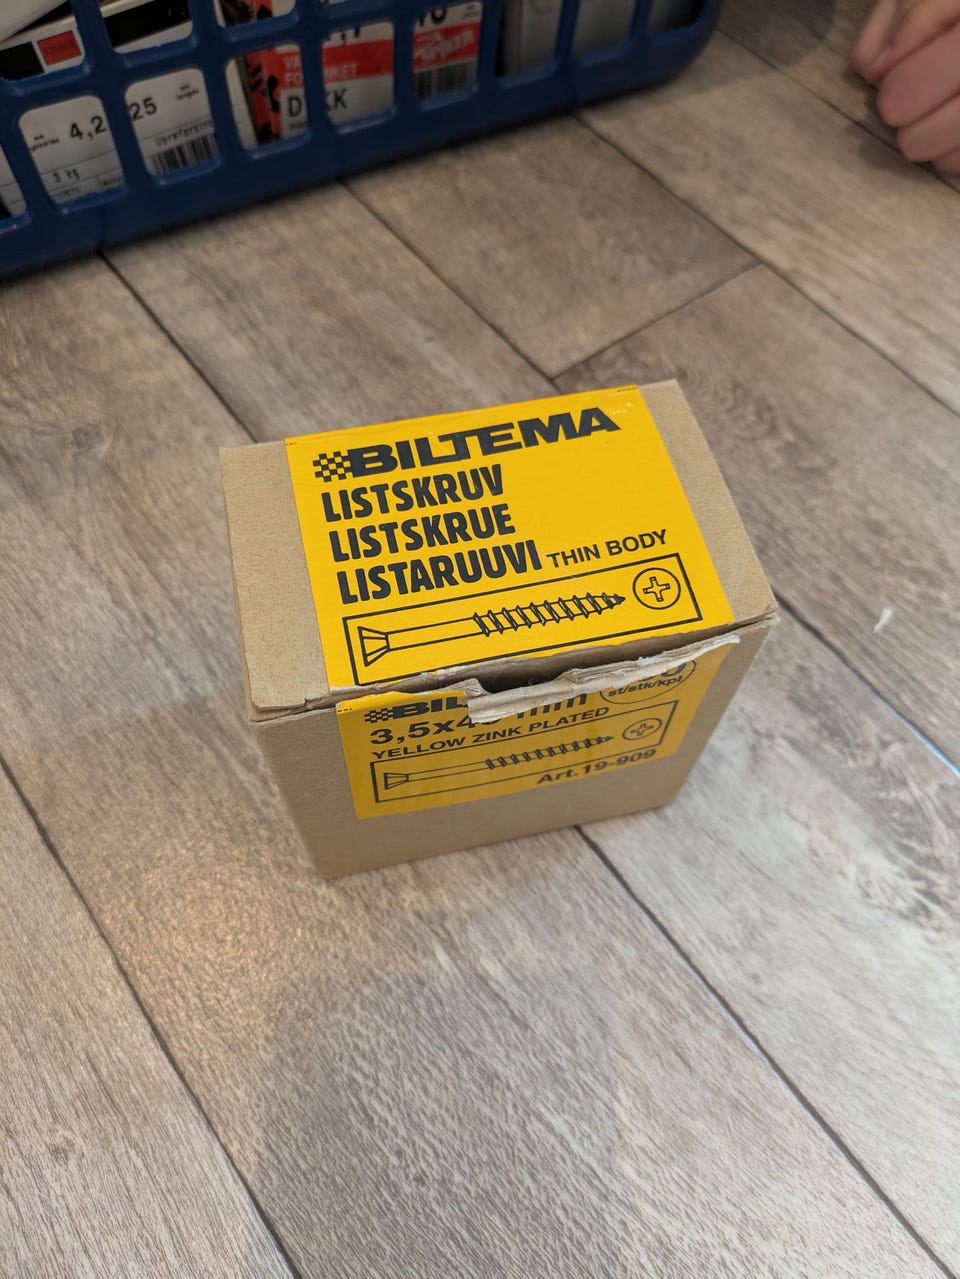 4,2
25
3 kg
BILTEMA
LISTSKRUV
LISTSKRUE
LISTARUUVI THIN BODY
st/stk/kpl
YELLOW ZINK PLATED
Art. 19-909